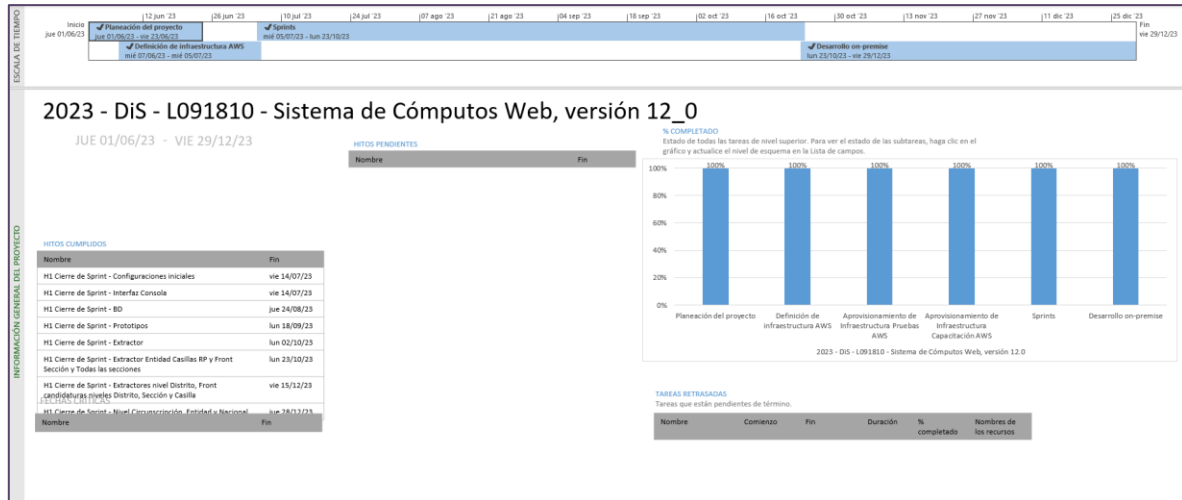 ESCALA DE TIEMPO
|12 jun '23 |26 jun '23 |10 jul '23 |24 jul '23 |07 ago '23 |21 ago '23 |04 sep '23 |18 sep '23 |02 oct '23 |16 oct '23 |30 oct '23 |13 nov '23 |27 nov '23 |11 dic '23 |25 dic '23
Inicio
jue 01/06/23
✔Planeación del proyecto
jue 01/06/23 - vie 23/06/23
✔Sprints
mié 05/07/23 - lun 23/10/23
Fin
vie 29/12/23
✔Definición de infraestructura AWS
mié 07/06/23 - mié 05/07/23
✔Desarrollo on-premise
lun 23/10/23 - vie 29/12/23
INFORMACIÓN GENERAL DEL PROYECTO
2023 - DiS - L091810 - Sistema de Cómputos Web, versión 12_0
JUE 01/06/23 - VIE 29/12/23
HITOS PENDIENTES
Nombre Fin
% COMPLETADO
Estado de todas las tareas de nivel superior. Para ver el estado de las subtareas, haga clic en el
gráfico y actualice el nivel de esquema en la Lista de campos.
100% 100% 100% 100% 100% 100%
100%
80%
60%
40%
20%
0%
Planeación del proyecto
Definición de
infraestructura AWS
Aprovisionamiento de
Infraestructura Pruebas
AWS
Aprovisionamiento de
Infraestructura
Capacitación AWS
Sprints
Desarrollo on-premise
2023 - DiS - L091810 - Sistema de Cómputos Web, versión 12.0
HITOS CUMPLIDOS
Nombre Fin
H1 Cierre de Sprint - Configuraciones iniciales vie 14/07/23
H1 Cierre de Sprint - Interfaz Consola vie 14/07/23
H1 Cierre de Sprint - BD jue 24/08/23
H1 Cierre de Sprint - Prototipos lun 18/09/23
H1 Cierre de Sprint - Extractor lun 02/10/23
H1 Cierre de Sprint - Extractor Entidad Casillas RP y Front lun 23/10/23
Sección y Todas las secciones
H1 Cierre de Sprint - Extractores nivel Distrito, Front vie 15/12/23
candidaturas niveles Distrito, Sección y Casilla
FECHAS CRÍTICAS
H1 Cierre de Sprint - Nivel Circunscripción, Entidad y Nacional jue 28/12/23
Nombre Fin
TAREAS RETRASADAS
Tareas que están pendientes de término.
Nombre Comienzo Fin Duración % completado Nombres de los recursos